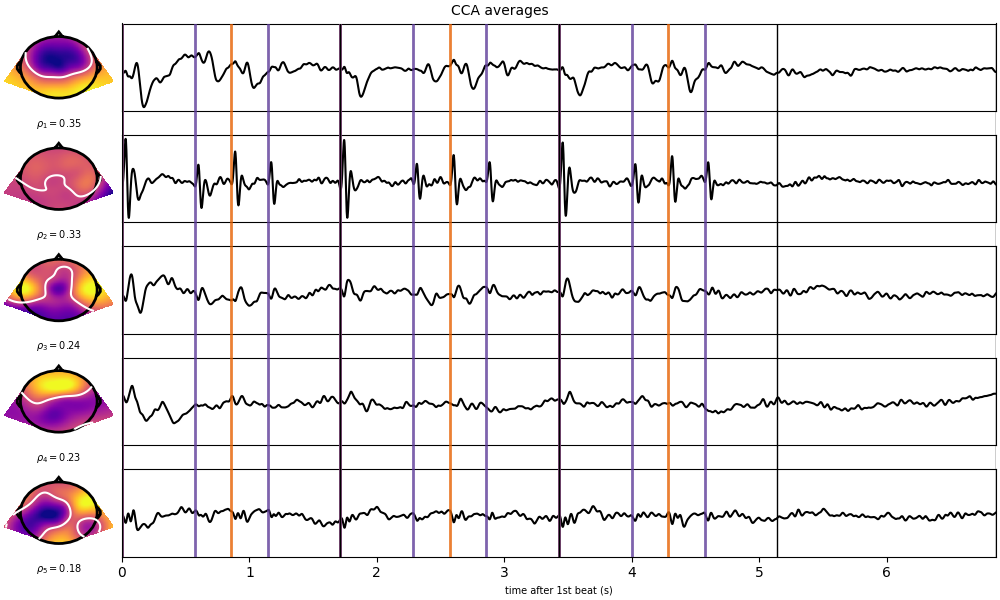 CCA averages
ρ₁ = 0.35
ρ₂ = 0.33
ρ₃ = 0.24
ρ₄ = 0.23
ρ₅ = 0.18
0 1 2 3 4 5 6
time after 1st beat (s)